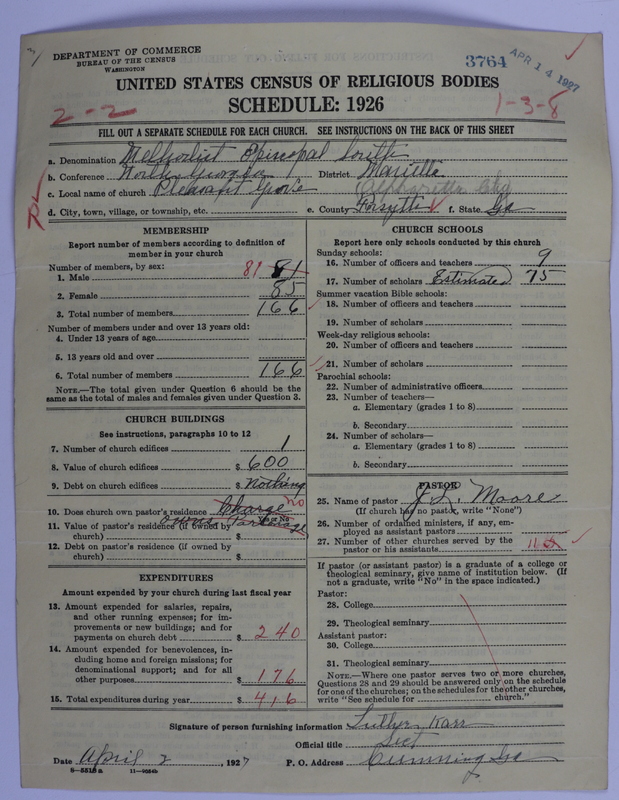 DEPARTMENT OF COMMERCE
BUREAU OF THE CENSUS
WASHINGTON
3764
APR 14 1927
UNITED STATES CENSUS OF RELIGIOUS BODIES
SCHEDULE: 1926
2-2
1-3-8
FILL OUT A SEPARATE SCHEDULE FOR EACH CHURCH. SEE INSTRUCTIONS ON THE BACK OF THIS SHEET
a. Denomination Methodist Episcopal South
b. Conference North Georgia District Marietta
c. Local name of church Pleasant Grove Alpharetta Chg
d. City, town, village, or township, etc. e. County Forsyth f. State Ga
MEMBERSHIP
Report number of members according to definition of member in your church
Number of members, by sex:
1. Male 81 81
2. Female 85
3. Total number of members 166
Number of members under and over 13 years old:
4. Under 13 years of age
5. 13 years old and over
6. Total number of members 166
NOTE.—The total given under Question 6 should be the same as the total of males and females given under Question 3.
CHURCH BUILDINGS
See instructions, paragraphs 10 to 12
7. Number of church edifices 1
8. Value of church edifices $ 600
9. Debt on church edifices $ Nothing
10. Does church own pastor's residence Charge no
Yes or No
11. Value of pastor's residence (if owned by church) $ owns Parsonage
12. Debt on pastor's residence (if owned by church) $
EXPENDITURES
Amount expended by your church during last fiscal year
13. Amount expended for salaries, repairs, and other running expenses; for improvements or new buildings; and for payments on church debt $ 240
14. Amount expended for benevolences, including home and foreign missions; for denominational support; and for all other purposes $ 176
15. Total expenditures during year $ 416
CHURCH SCHOOLS
Report here only schools conducted by this church
Sunday schools:
16. Number of officers and teachers 9
17. Number of scholars Estimated 75
Summer vacation Bible schools:
18. Number of officers and teachers
19. Number of scholars
Week-day religious schools:
20. Number of officers and teachers
21. Number of scholars
Parochial schools:
22. Number of administrative officers
23. Number of teachers—
a. Elementary (grades 1 to 8)
b. Secondary
24. Number of scholars—
a. Elementary (grades 1 to 8)
b. Secondary
PASTOR
25. Name of pastor Moore
(If church has no pastor, write "None")
26. Number of ordained ministers, if any, employed as assistant pastors
27. Number of other churches served by the pastor or his assistants
If pastor (or assistant pastor) is a graduate of a college or theological seminary, give name of institution below. (If not a graduate, write "No" in the space indicated.)
Pastor:
28. College
29. Theological seminary
Assistant pastor:
30. College
31. Theological seminary
NOTE.—Where one pastor serves two or more churches, Questions 28 and 29 should be answered only on the schedule for one of the churches; on the schedules for the other churches, write "See schedule for church."
Signature of person furnishing information Luther Karr
Official title Sect
Date April 2, 1927 P. O. Address Cumming Ga
8-5518 a 11-9084b